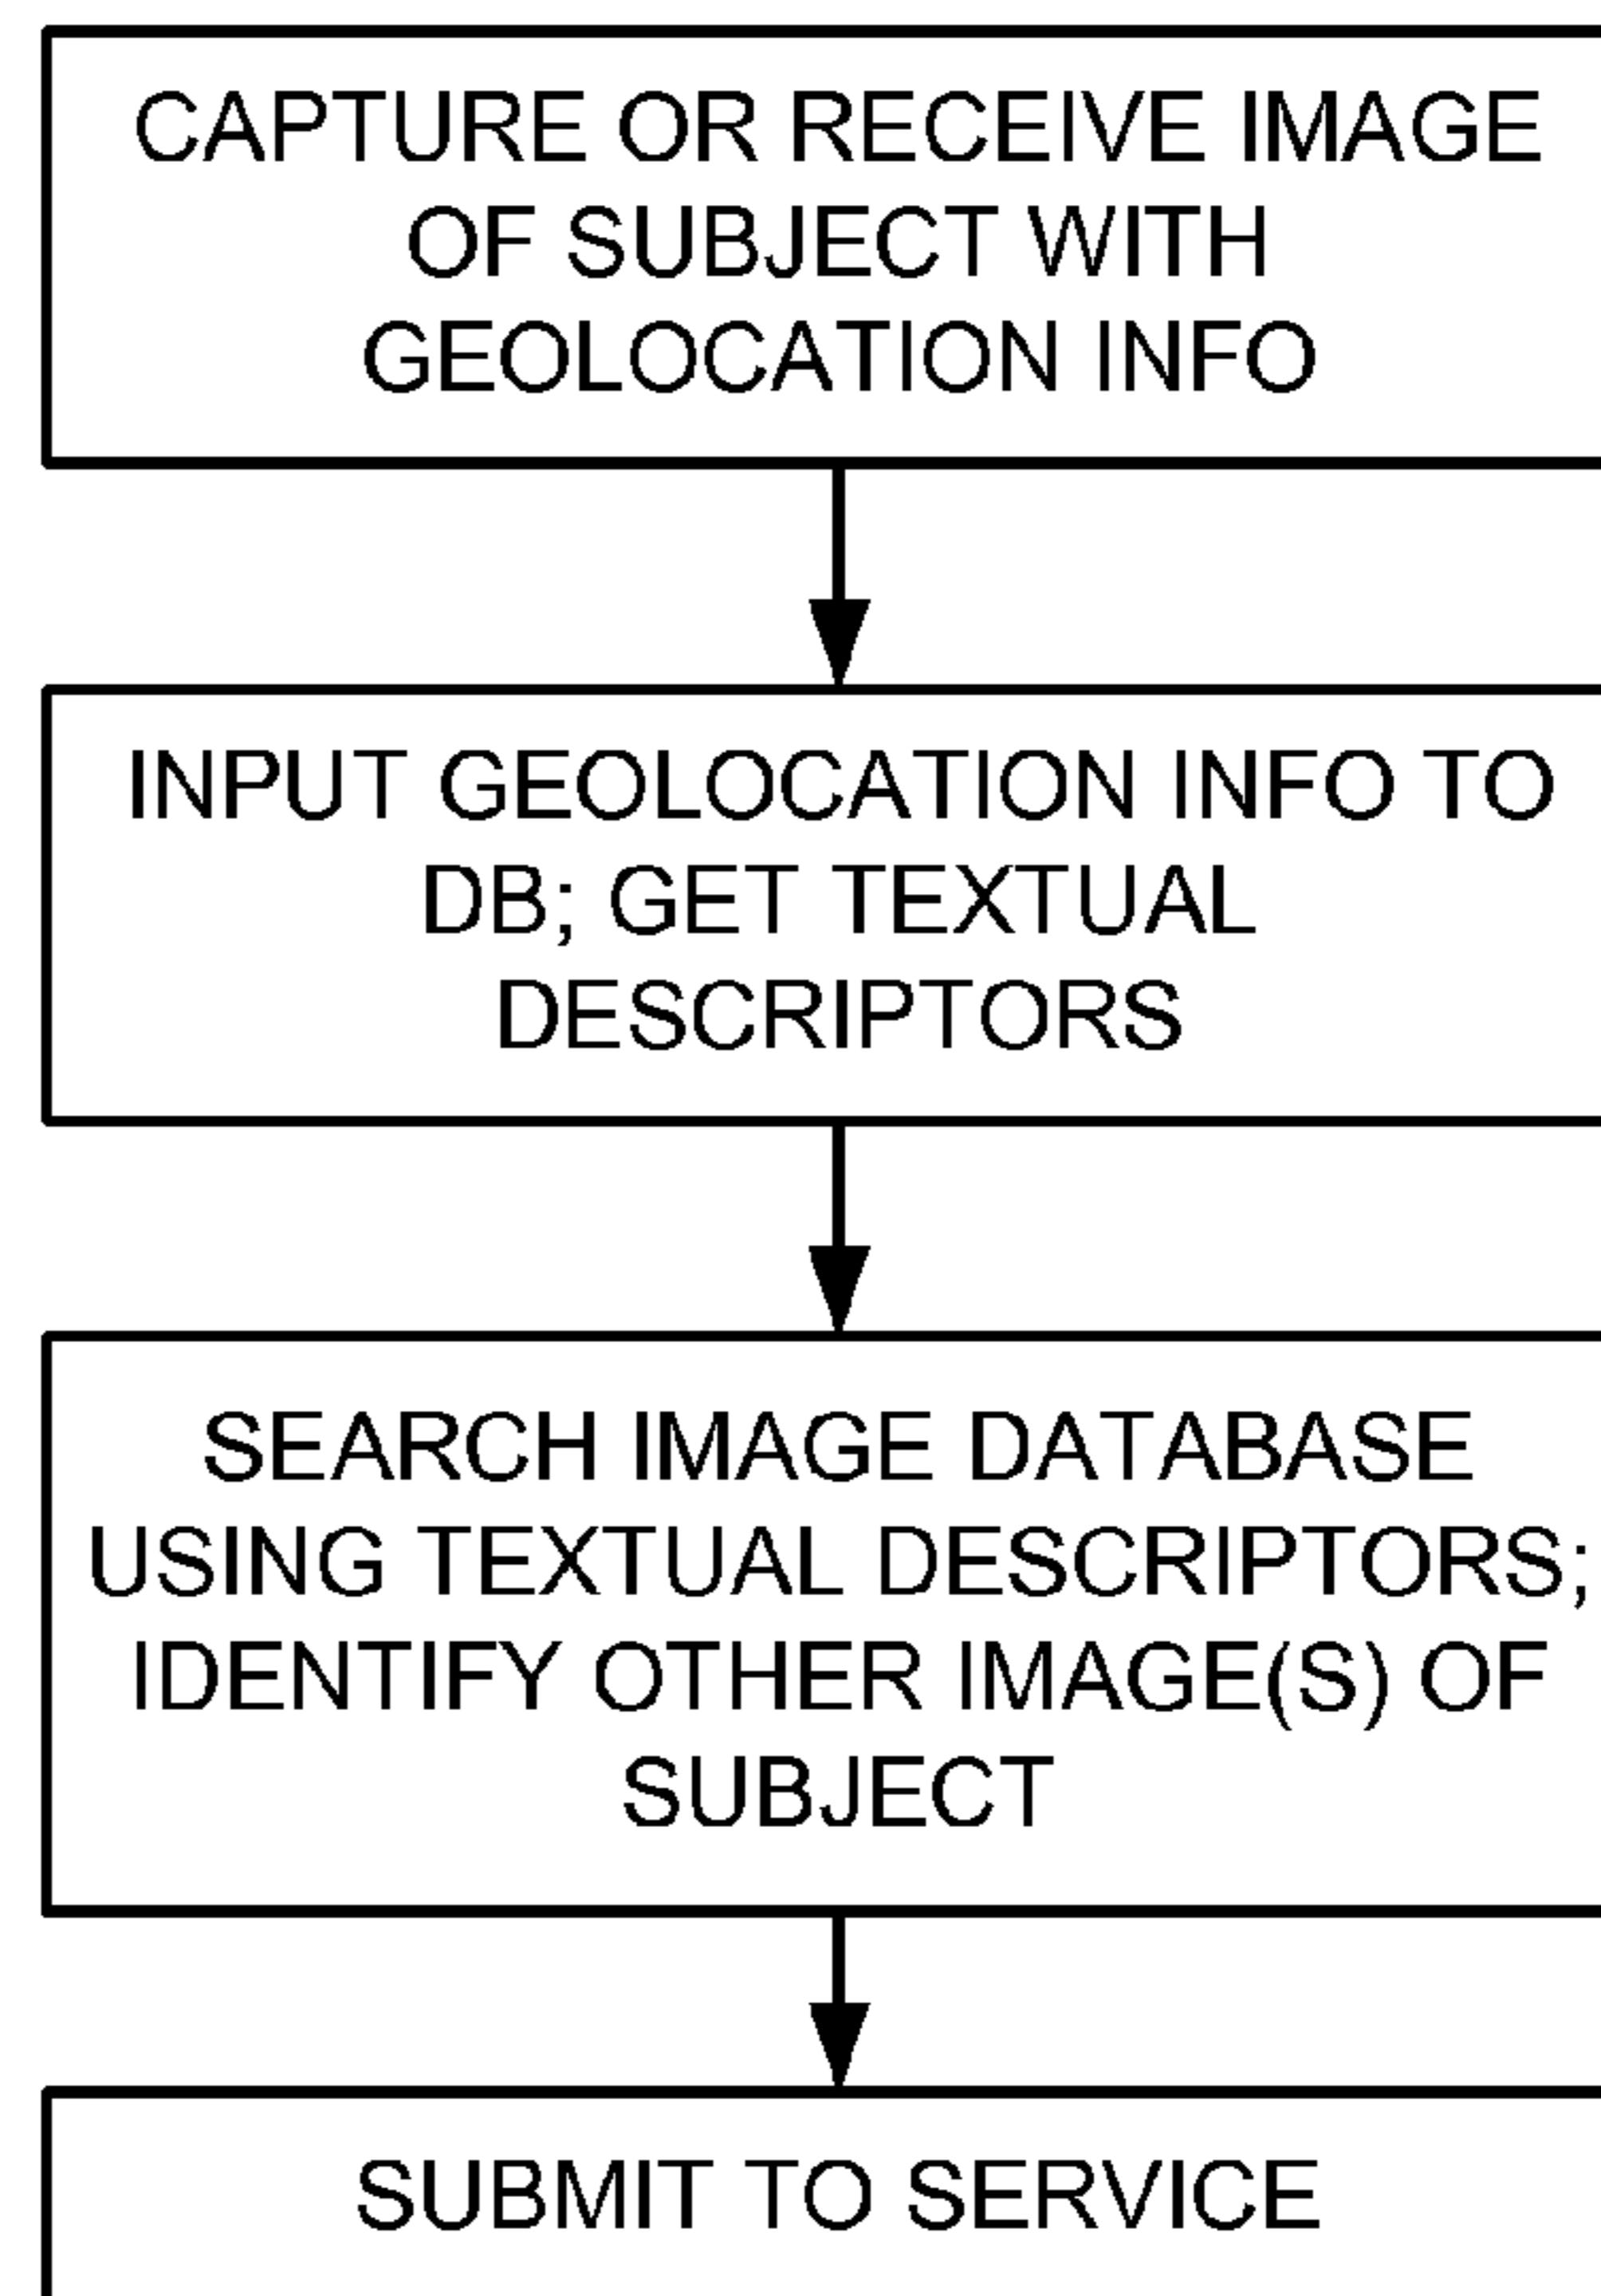 CAPTURE OR RECEIVE IMAGE
OF SUBJECT WITH
GEOLOCATION INFO
INPUT GEOLOCATION INFO TO
DB; GET TEXTUAL
DESCRIPTORS
SEARCH IMAGE DATABASE
USING TEXTUAL DESCRIPTORS;
IDENTIFY OTHER IMAGE(S) OF
SUBJECT
SUBMIT TO SERVICE